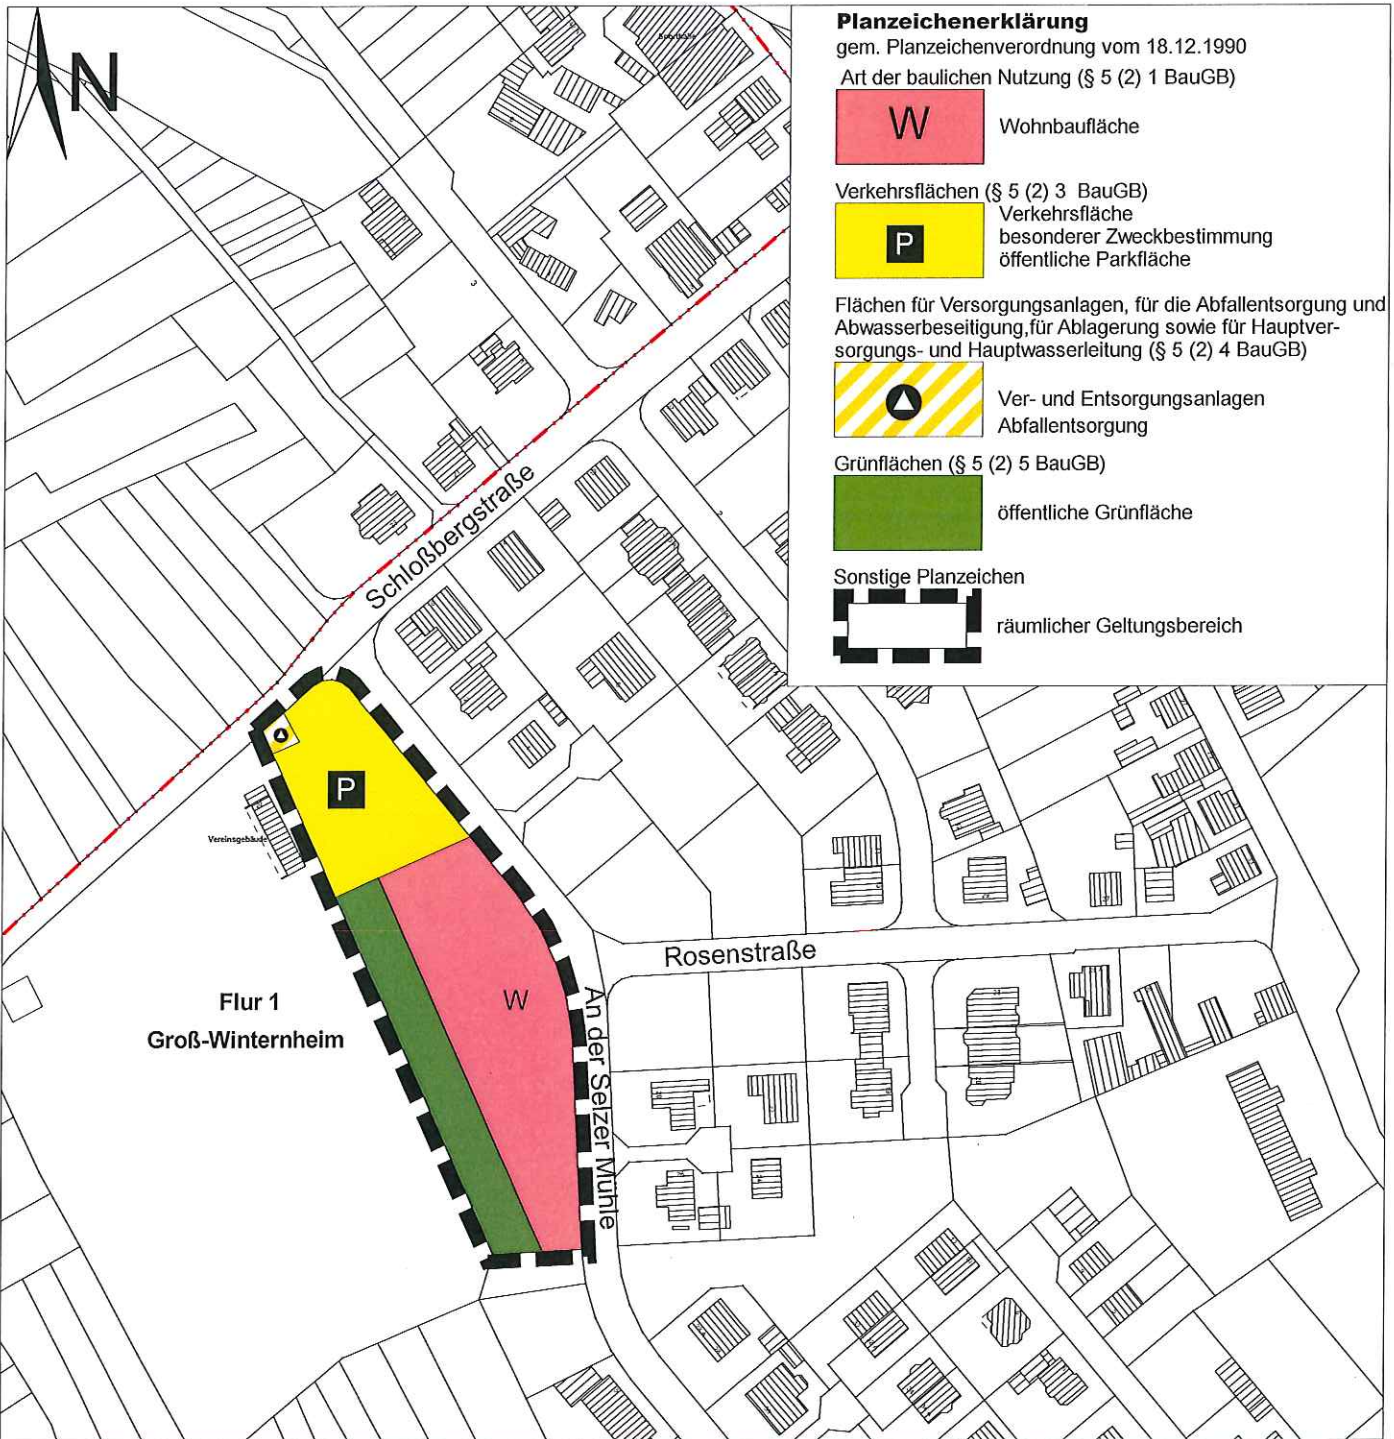 N
Planzeichenerklärung
gem. Planzeichenverordnung vom 18.12.1990
Art der baulichen Nutzung (§ 5 (2) 1 BauGB)
W
Wohnbaufläche
Verkehrsflächen (§ 5 (2) 3 BauGB)
P
Verkehrsfläche
besonderer Zweckbestimmung
öffentliche Parkfläche
Flächen für Versorgungsanlagen, für die Abfallentsorgung und
Abwasserbeseitigung,für Ablagerung sowie für Hauptver-
sorgungs- und Hauptwasserleitung (§ 5 (2) 4 BauGB)
Ver- und Entsorgungsanlagen
Abfallentsorgung
Grünflächen (§ 5 (2) 5 BauGB)
öffentliche Grünfläche
Sonstige Planzeichen
räumlicher Geltungsbereich
Schloßbergstraße
P
Vereinsgebäude
Rosenstraße
W
An der Selzer Mühle
Flur 1
Groß-Winternheim